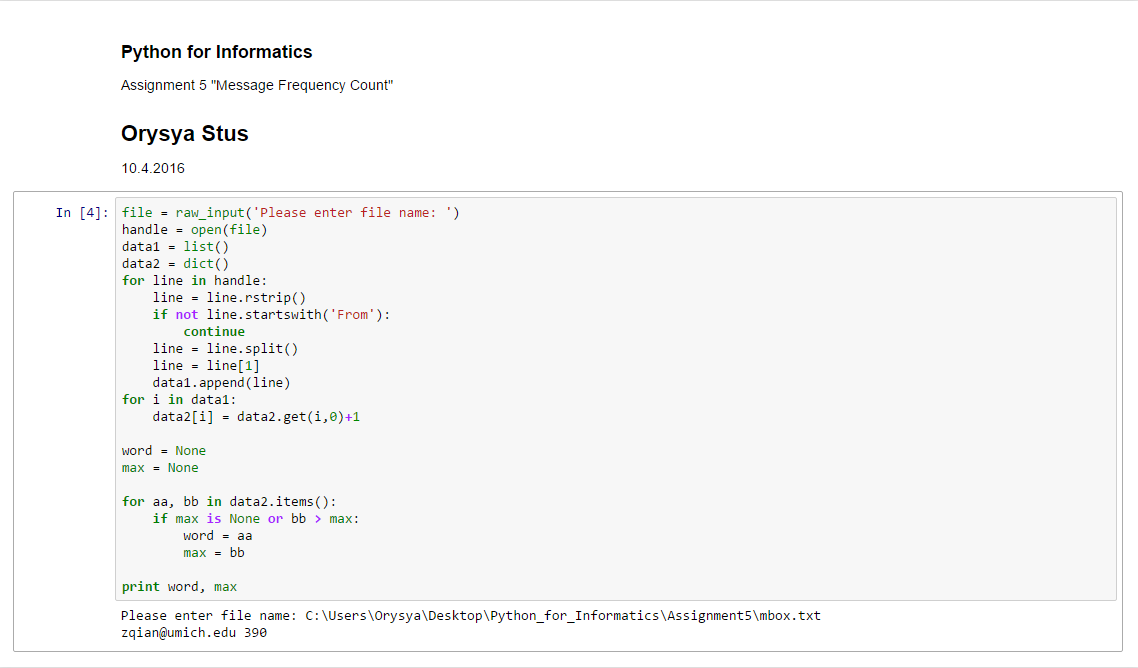 Python for Informatics
Assignment 5 "Message Frequency Count"
Orysya Stus
10.4.2016
In [4]: file = raw_input('Please enter file name: ')
handle = open(file)
data1 = list()
data2 = dict()
for line in handle:
    line = line.rstrip()
    if not line.startswith('From'):
        continue
    line = line.split()
    line = line[1]
    data1.append(line)
for i in data1:
    data2[i] = data2.get(i,0)+1

word = None
max = None

for aa, bb in data2.items():
    if max is None or bb > max:
        word = aa
        max = bb

print word, max
Please enter file name: C:\Users\Orysya\Desktop\Python_for_Informatics\Assignment5\mbox.txt
zqian@umich.edu 390